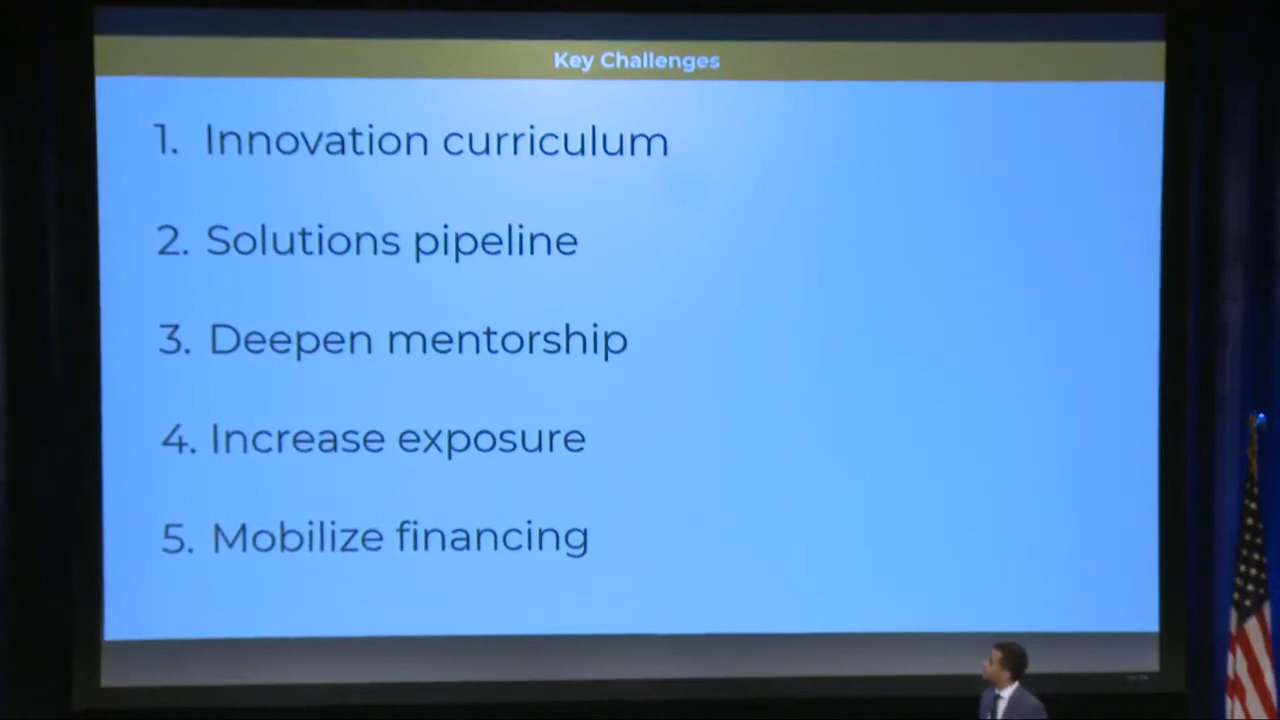 Key Challenges
1. Innovation curriculum
2. Solutions pipeline
3. Deepen mentorship
4. Increase exposure
5. Mobilize financing